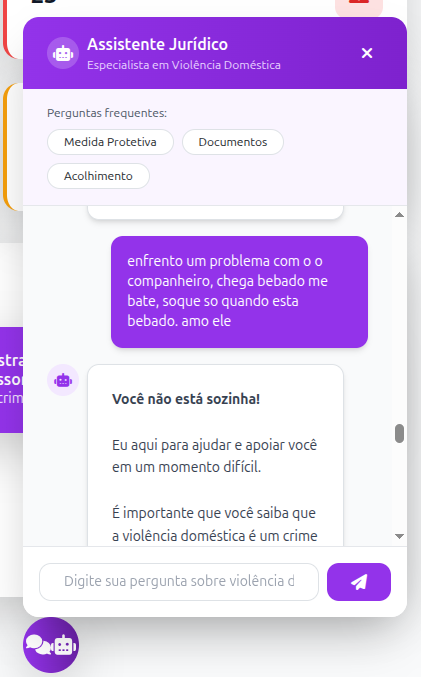 Assistente Jurídico
Especialista em Violência Doméstica
Perguntas frequentes:
Medida Protetiva
Documentos
Acolhimento
enfrento um problema com o o
companheiro, chega bebado me
bate, soque so quando esta
bebado. amo ele
Você não está sozinha!
Eu aqui para ajudar e apoiar você
em um momento difícil.
É importante que você saiba que
a violência doméstica é um crime
Digite sua pergunta sobre violência d